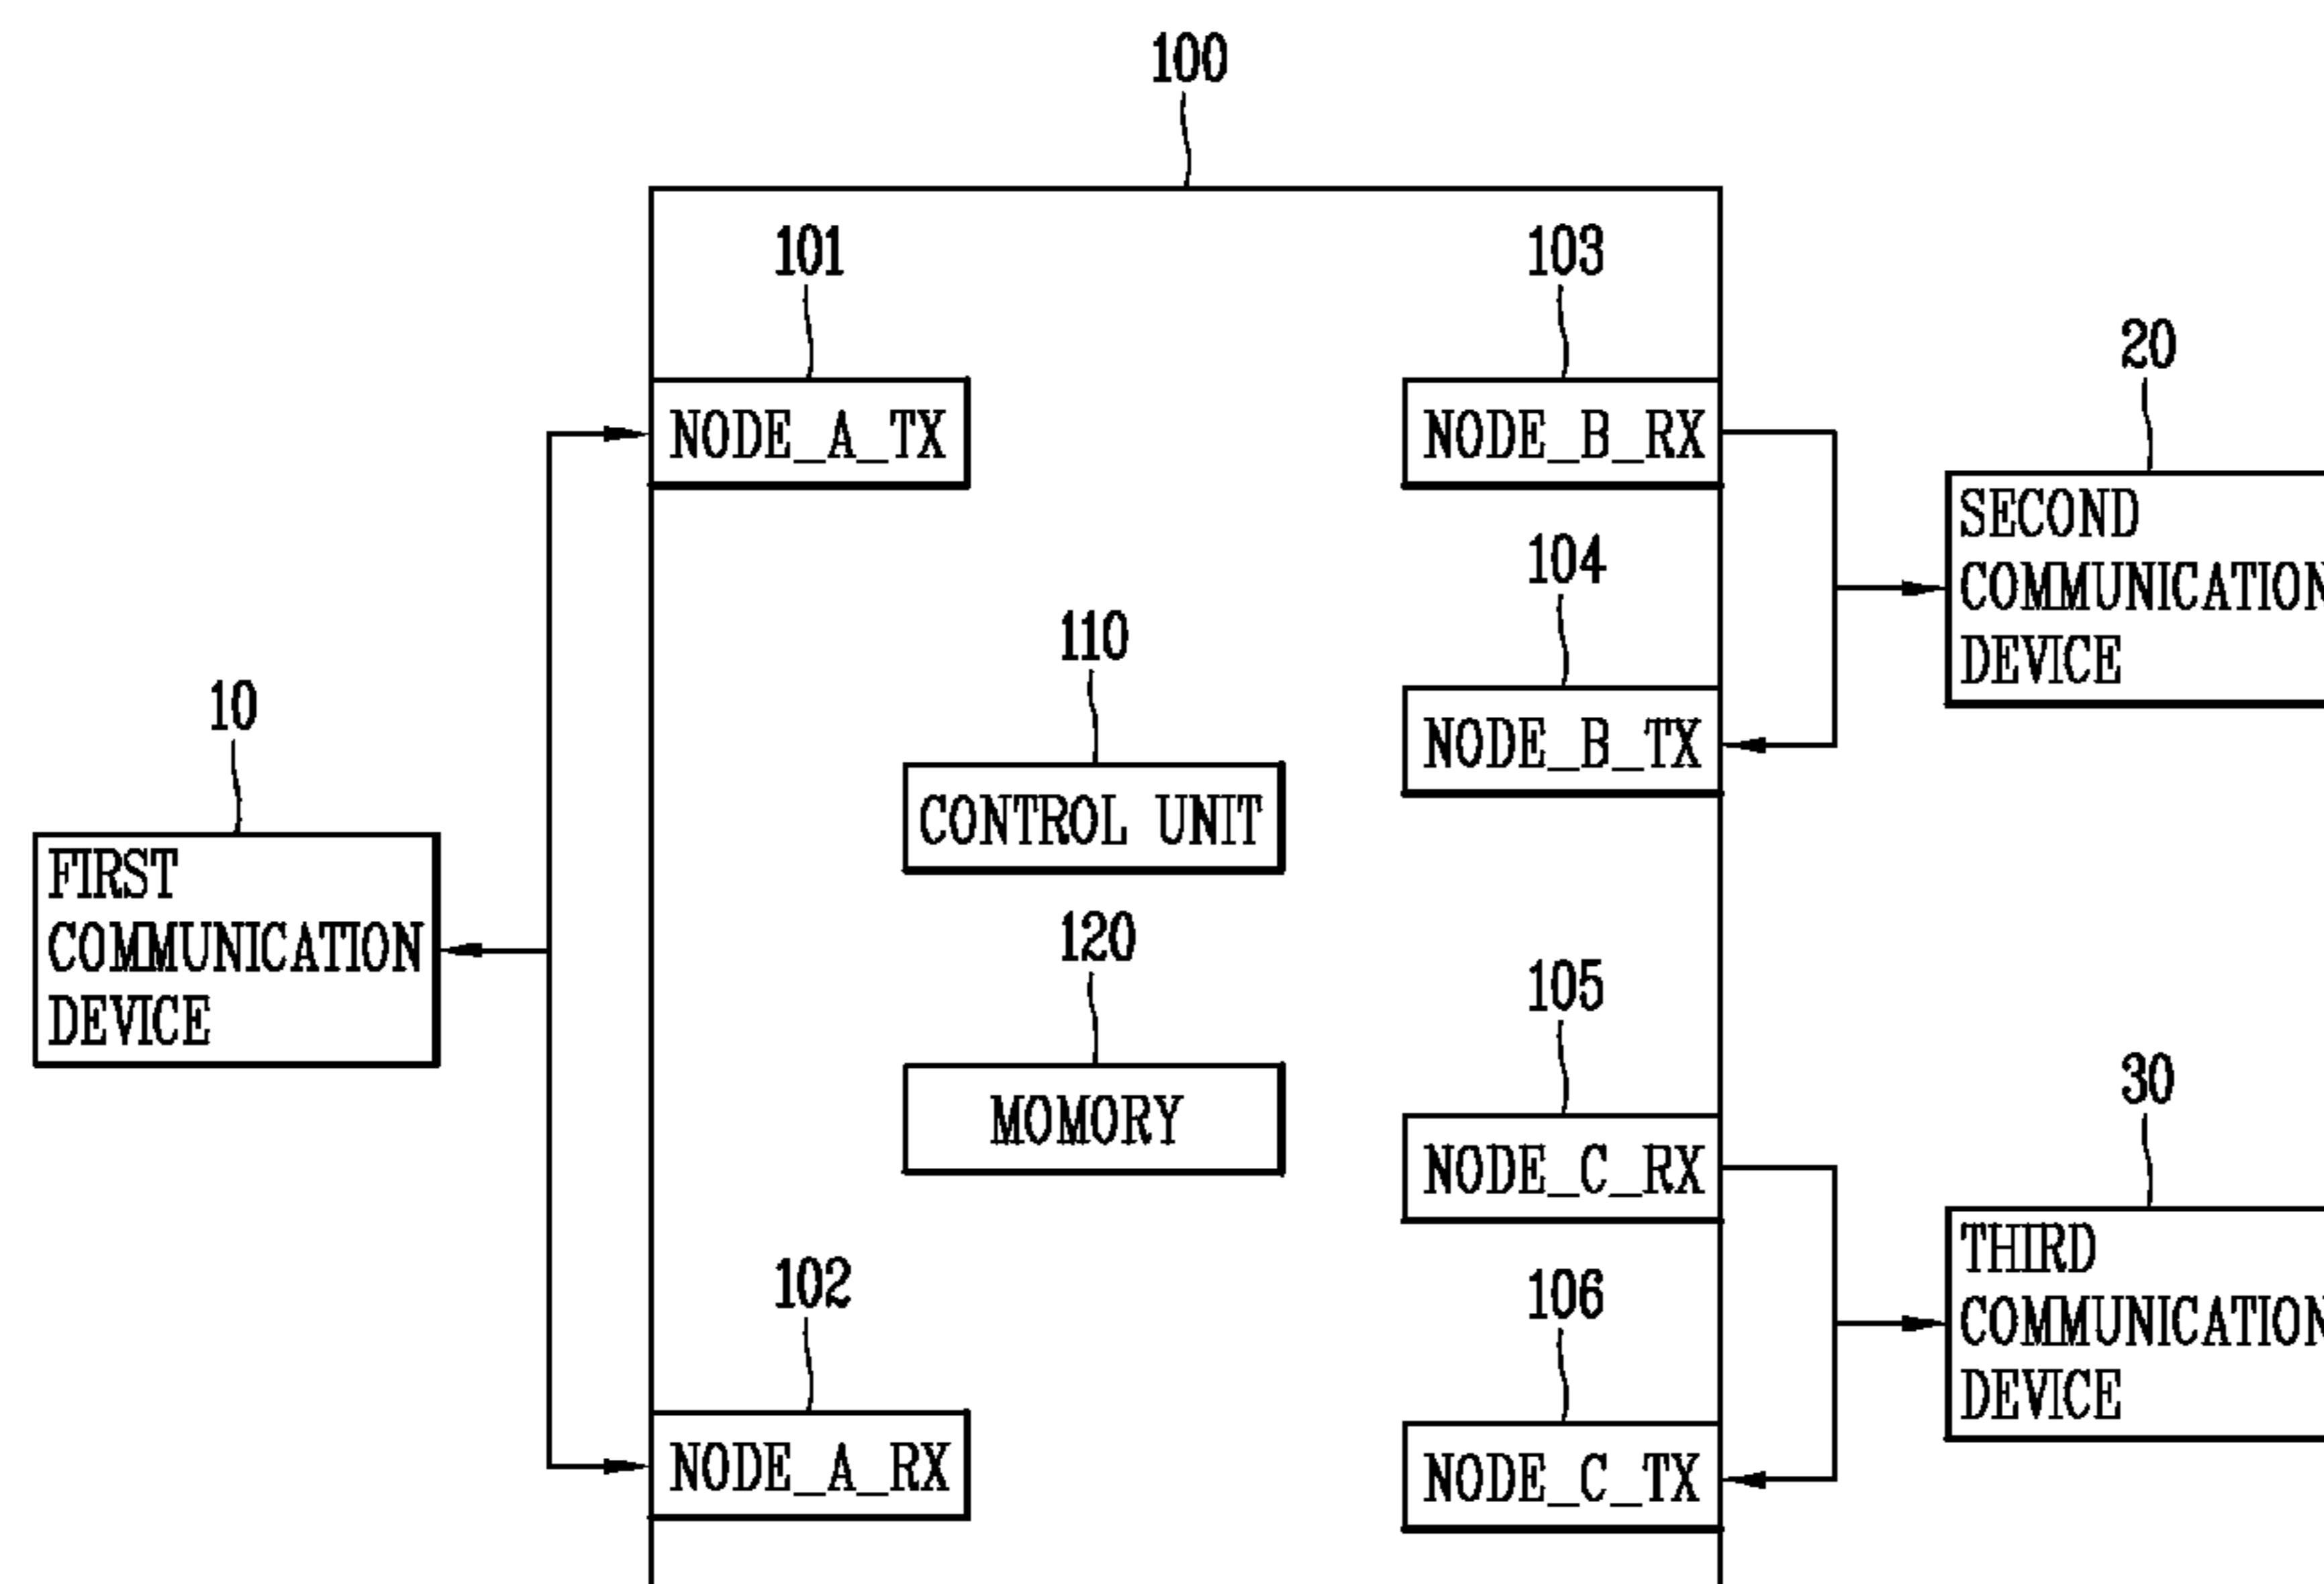 100
101
103
20
NODE_A_TX
NODE_B_RX
SECOND
COMMUNICATION
DEVICE
104
110
NODE_B_TX
10
CONTROL UNIT
FIRST
COMMUNICATION
DEVICE
120
105
30
MOMORY
NODE_C_RX
THIRD
COMMUNICATION
DEVICE
102
106
NODE_A_RX
NODE_C_TX